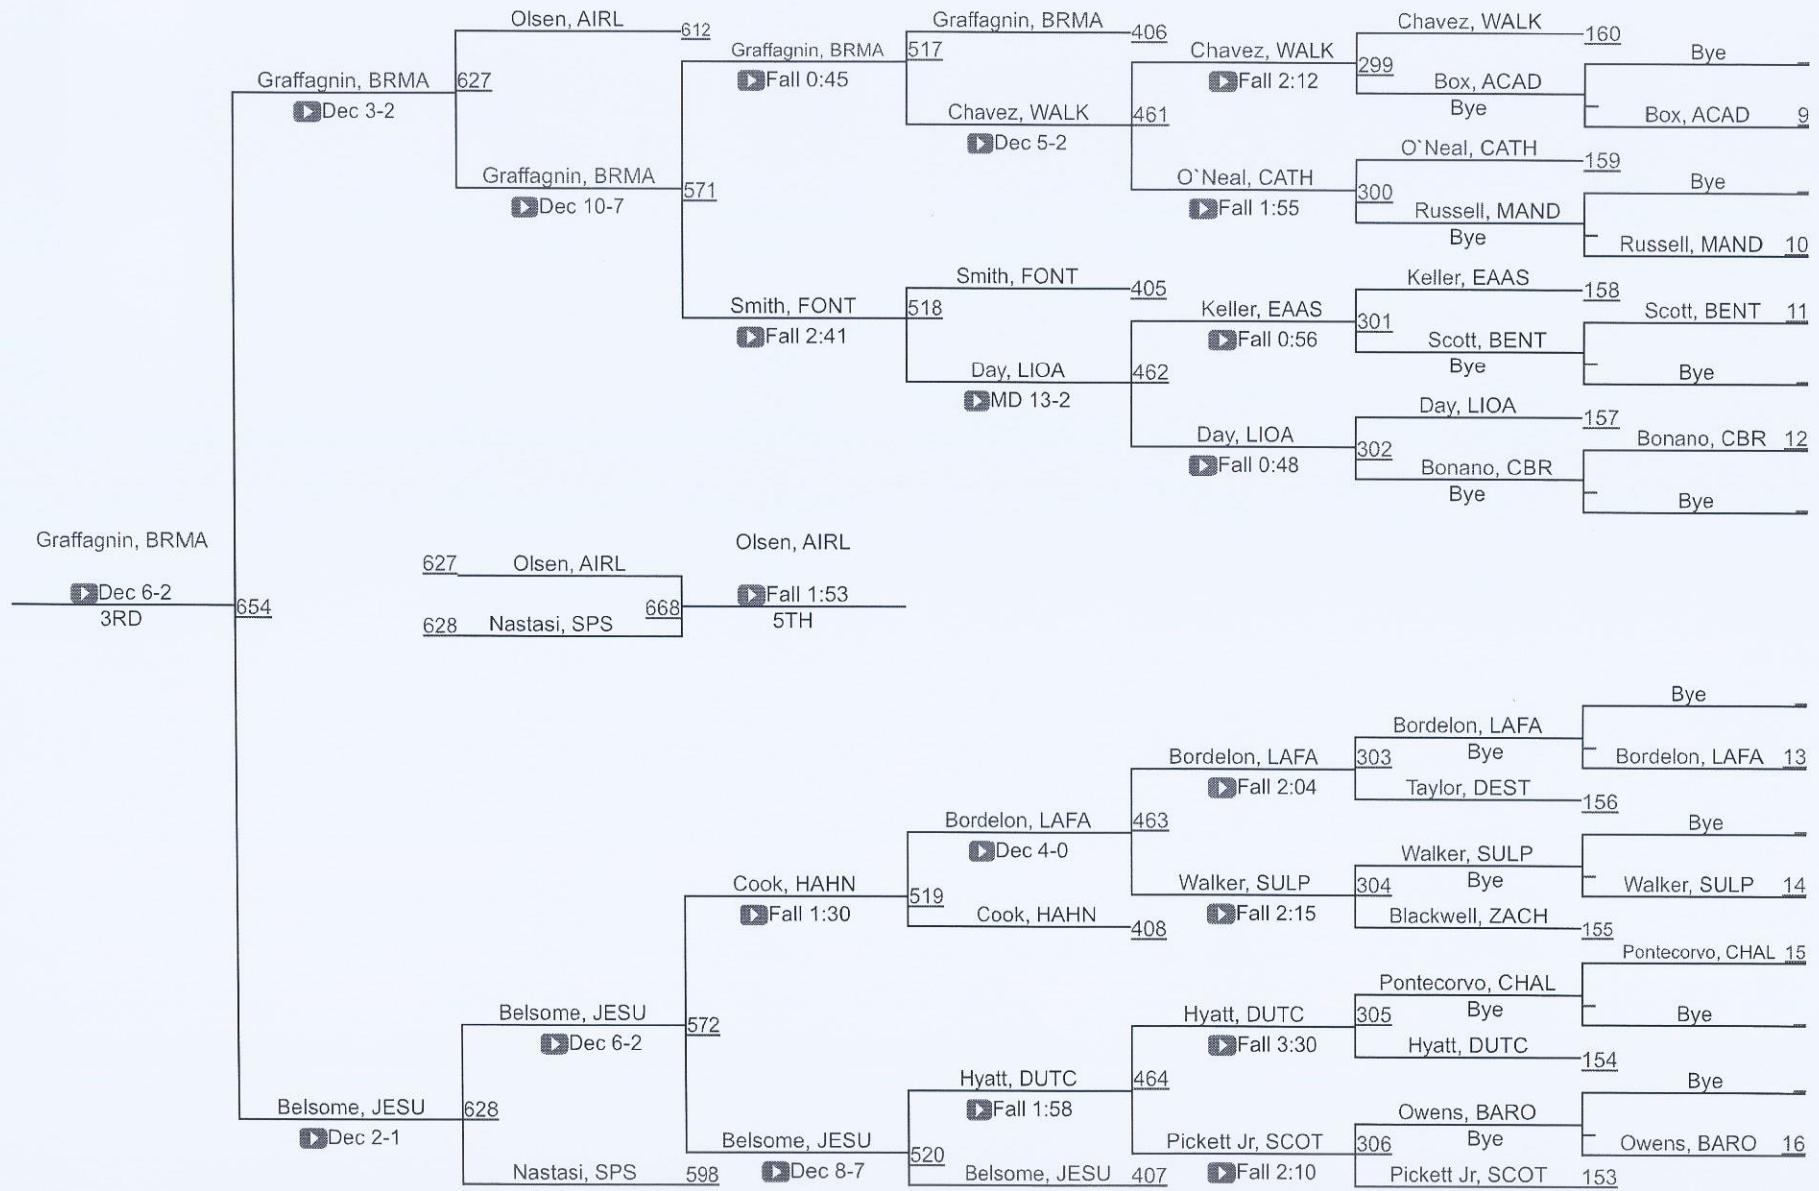 Olsen, AIRL
612
Graffagnin, BRMA
627
Dec 3-2
Graffagnin, BRMA
Dec 10-7
571
Graffagnin, BRMA
Fall 0:45
517
Smith, FONT
Fall 2:41
518
Graffagnin, BRMA
406
Chavez, WALK
Dec 5-2
461
Smith, FONT
405
Day, LIOA
MD 13-2
462
Chavez, WALK
Fall 2:12
299
O`Neal, CATH
Fall 1:55
300
Keller, EAAS
Fall 0:56
301
Day, LIOA
Fall 0:48
302
Chavez, WALK
160
Box, ACAD
Bye
O`Neal, CATH
159
Russell, MAND
Bye
Keller, EAAS
158
Scott, BENT
Bye
Day, LIOA
157
Bonano, CBR
Bye
Bye
Box, ACAD 9
Bye
Russell, MAND 10
Scott, BENT 11
Bye
Bonano, CBR 12
Bye
Graffagnin, BRMA
Dec 6-2
3RD
654
627 Olsen, AIRL
628 Nastasi, SPS
668
Olsen, AIRL
Fall 1:53
5TH
Belsome, JESU
Dec 2-1
628
Belsome, JESU
Dec 6-2
572
Nastasi, SPS
598
Cook, HAHN
Fall 1:30
519
Belsome, JESU
Dec 8-7
520
Bordelon, LAFA
Dec 4-0
463
Cook, HAHN
408
Hyatt, DUTC
Fall 1:58
464
Belsome, JESU
407
Bordelon, LAFA
Fall 2:04
303
Walker, SULP
Fall 2:15
304
Hyatt, DUTC
Fall 3:30
305
Pickett Jr, SCOT
Fall 2:10
306
Bordelon, LAFA
Bye
Taylor, DEST
156
Walker, SULP
Bye
Blackwell, ZACH
155
Pontecorvo, CHAL
Bye
Hyatt, DUTC
154
Owens, BARO
Bye
Pickett Jr, SCOT
153
Bye
Bordelon, LAFA 13
Bye
Walker, SULP 14
Pontecorvo, CHAL 15
Bye
Bye
Owens, BARO 16